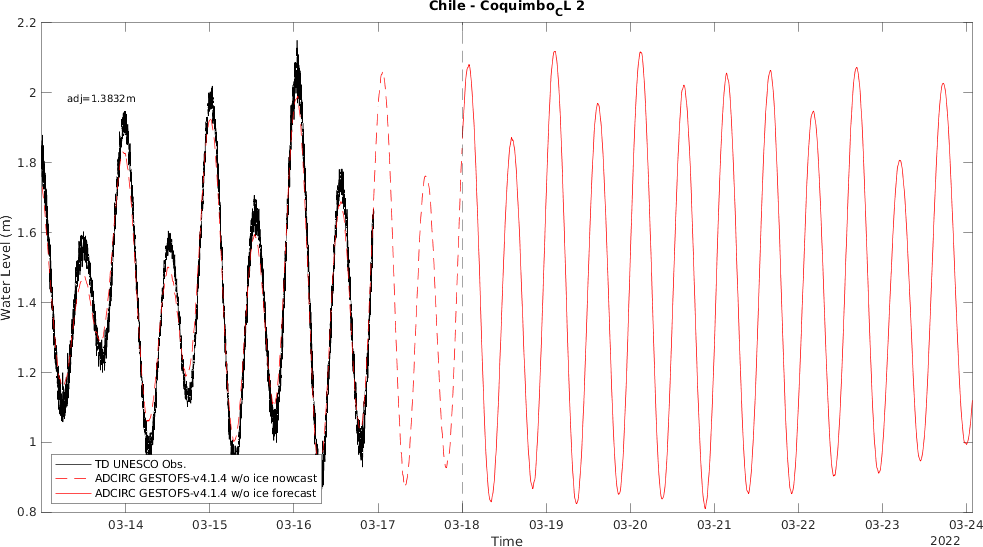 Chile - Coquimbo_CL 2
2.2
2
1.8
1.6
1.4
1.2
1
0.8
Water Level (m)
adj=1.3832m
TD UNESCO Obs.
ADCIRC GESTOFS-v4.1.4 w/o ice nowcast
ADCIRC GESTOFS-v4.1.4 w/o ice forecast
03-14 03-15 03-16 03-17 03-18 03-19 03-20 03-21 03-22 03-23 03-24
Time
2022